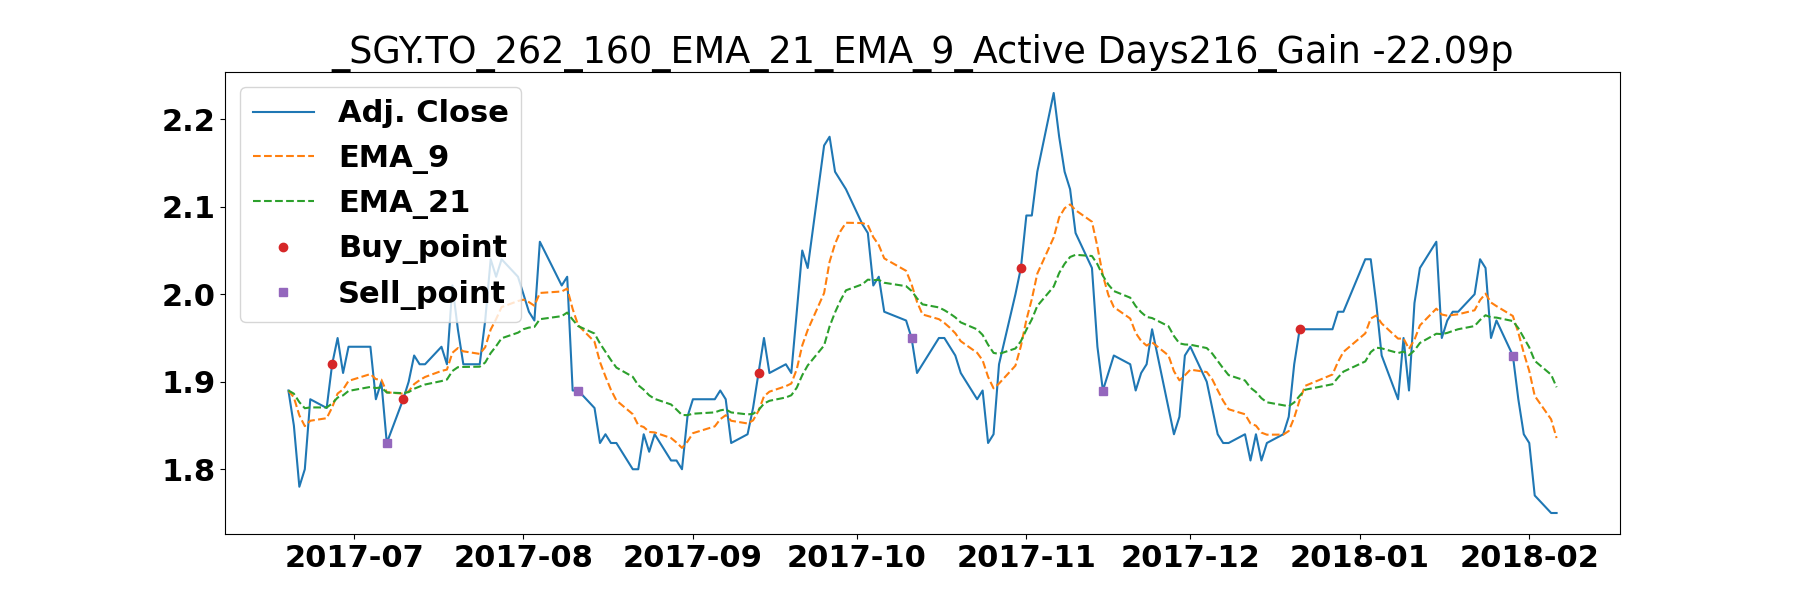 _SGY.TO_262_160_EMA_21_EMA_9_Active Days216_Gain -22.09p
Adj. Close
EMA_9
EMA_21
Buy_point
Sell_point
2.2
2.1
2.0
1.9
1.8
2017-07 2017-08 2017-09 2017-10 2017-11 2017-12 2018-01 2018-02